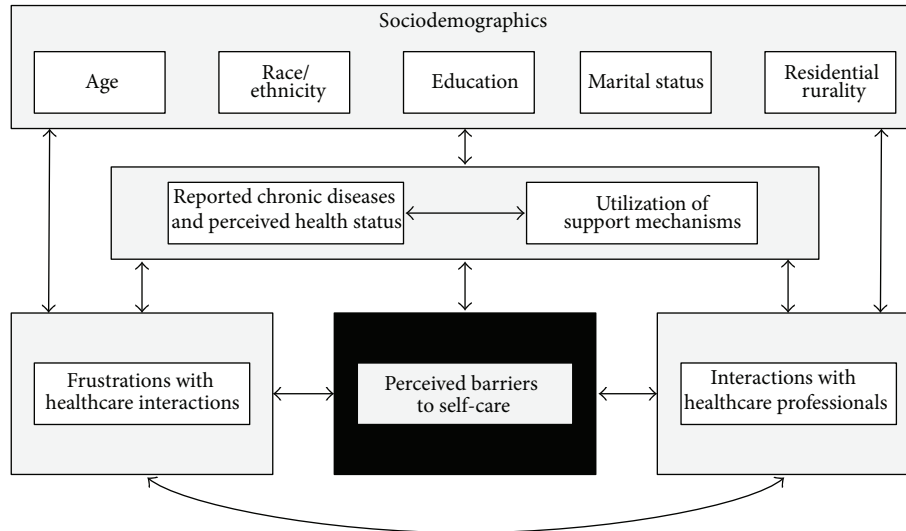 Sociodemographics
Age
Race/
ethnicity
Education
Marital status
Residential
rurality
Reported chronic diseases
and perceived health status
Utilization of
support mechanisms
Frustrations with
healthcare interactions
Perceived barriers
to self-care
Interactions with
healthcare professionals